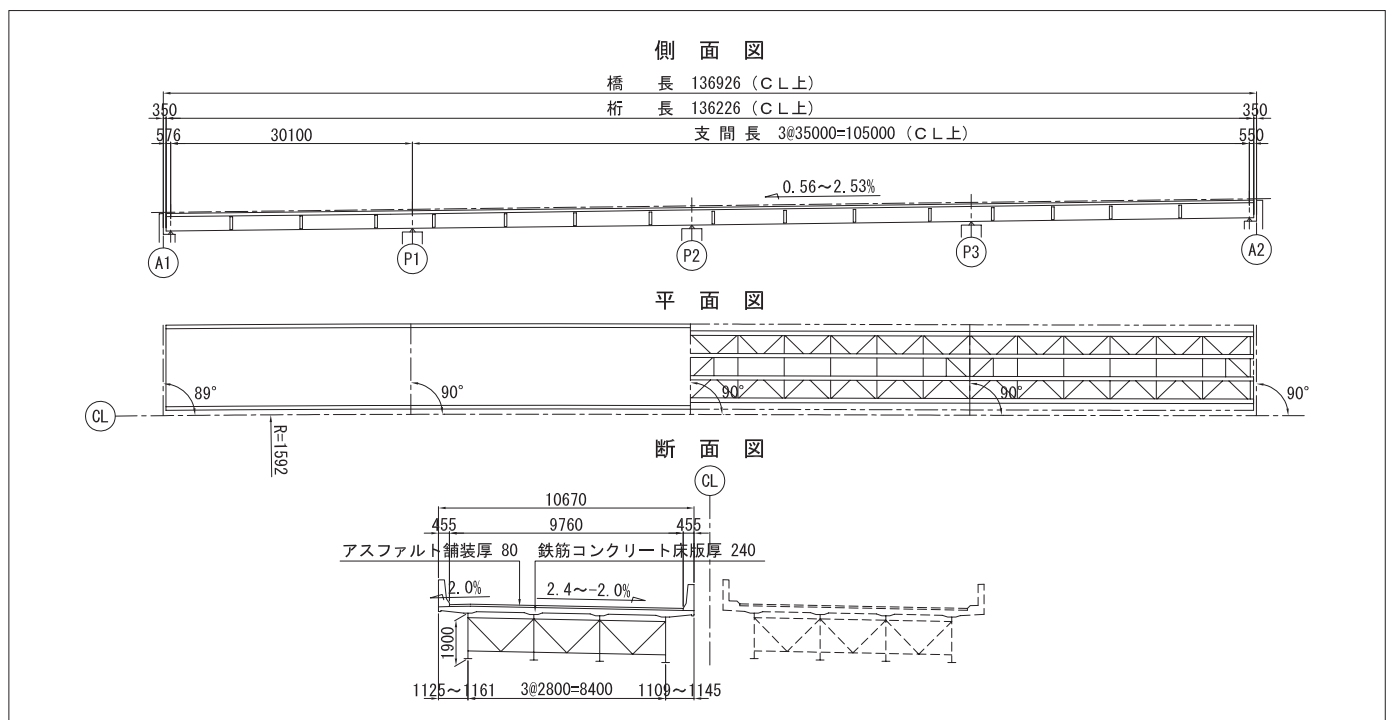 側 面 図
橋 長 136926 (CL上)
350 桁 長 136226 (CL上) 350
576 30100 支 間 長 3@35000=105000 (CL上) 550
0.56～2.53%
A1 P1 P2 P3 A2
平 面 図
89° 90° 90° 90° 90°
CL
R=1592
断 面 図
CL
10670
455 9760 455
アスファルト舗装厚 80 鉄筋コンクリート床版厚 240
2.0% 2.4～-2.0%
1900
1125～1161 3@2800=8400 1109～1145